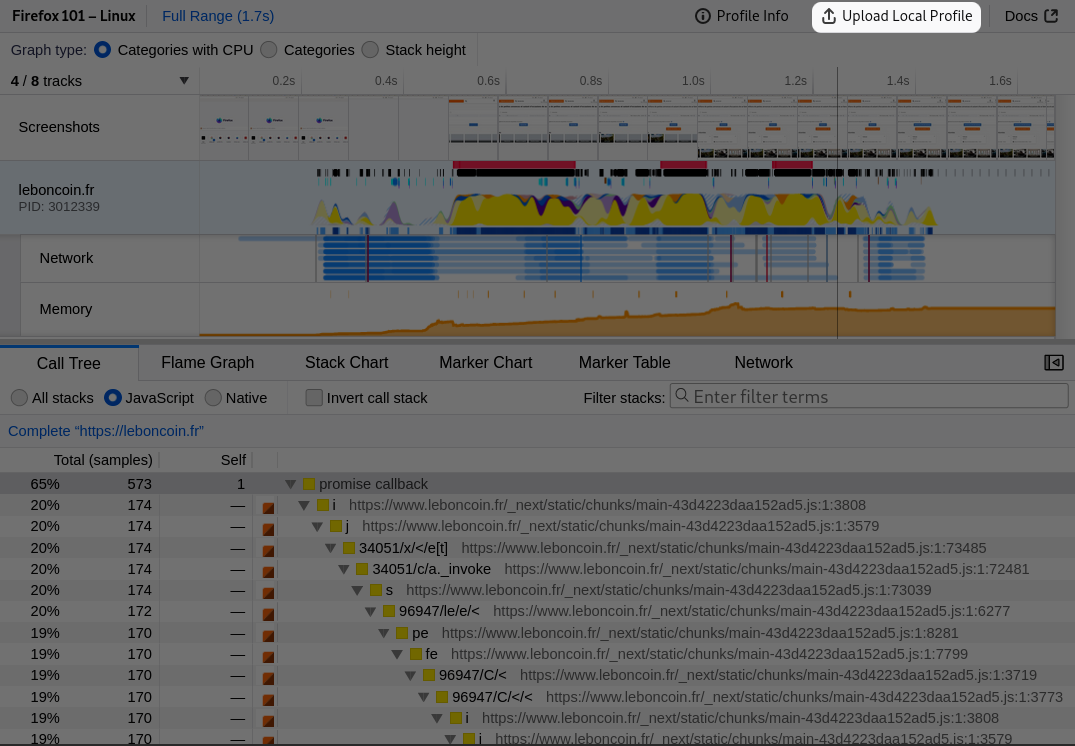 Firefox 101 – Linux Full Range (1.7s) Profile Info Upload Local Profile Docs
Graph type: Categories with CPU Categories Stack height
4 / 8 tracks 0.2s 0.4s 0.6s 0.8s 1.0s 1.2s 1.4s 1.6s
Screenshots
leboncoin.fr
PID: 3012339
Network
Memory
Call Tree Flame Graph Stack Chart Marker Chart Marker Table Network
All stacks JavaScript Native Invert call stack Filter stacks: Enter filter terms
Complete “https://leboncoin.fr”
Total (samples) Self
65% 573 1 promise callback
20% 174 — i https://www.leboncoin.fr/_next/static/chunks/main-43d4223daa152ad5.js:1:3808
20% 174 — j https://www.leboncoin.fr/_next/static/chunks/main-43d4223daa152ad5.js:1:3579
20% 174 — 34051/x/</e[t] https://www.leboncoin.fr/_next/static/chunks/main-43d4223daa152ad5.js:1:73485
20% 174 — 34051/c/a._invoke https://www.leboncoin.fr/_next/static/chunks/main-43d4223daa152ad5.js:1:72481
20% 174 — s https://www.leboncoin.fr/_next/static/chunks/main-43d4223daa152ad5.js:1:73039
20% 172 — 96947/le/e/< https://www.leboncoin.fr/_next/static/chunks/main-43d4223daa152ad5.js:1:6277
19% 170 — pe https://www.leboncoin.fr/_next/static/chunks/main-43d4223daa152ad5.js:1:8281
19% 170 — fe https://www.leboncoin.fr/_next/static/chunks/main-43d4223daa152ad5.js:1:7799
19% 170 — 96947/C/< https://www.leboncoin.fr/_next/static/chunks/main-43d4223daa152ad5.js:1:3719
19% 170 — 96947/C/</< https://www.leboncoin.fr/_next/static/chunks/main-43d4223daa152ad5.js:1:3773
19% 170 — i https://www.leboncoin.fr/_next/static/chunks/main-43d4223daa152ad5.js:1:3808
19% 170 — j https://www.leboncoin.fr/_next/static/chunks/main-43d4223daa152ad5.js:1:3579